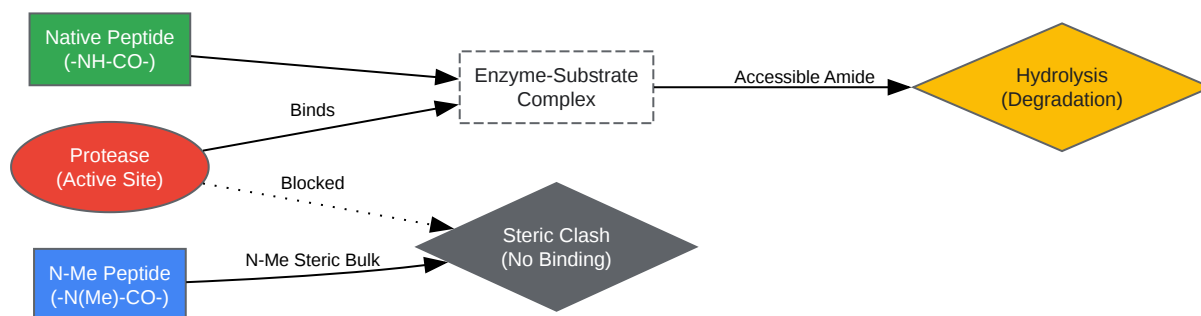 Native Peptide
(-NH-CO-)
Enzyme-Substrate
Complex
Accessible Amide
Hydrolysis
(Degradation)
Binds
Protease
(Active Site)
Blocked
Steric Clash
(No Binding)
N-Me Steric Bulk
N-Me Peptide
(-N(Me)-CO-)